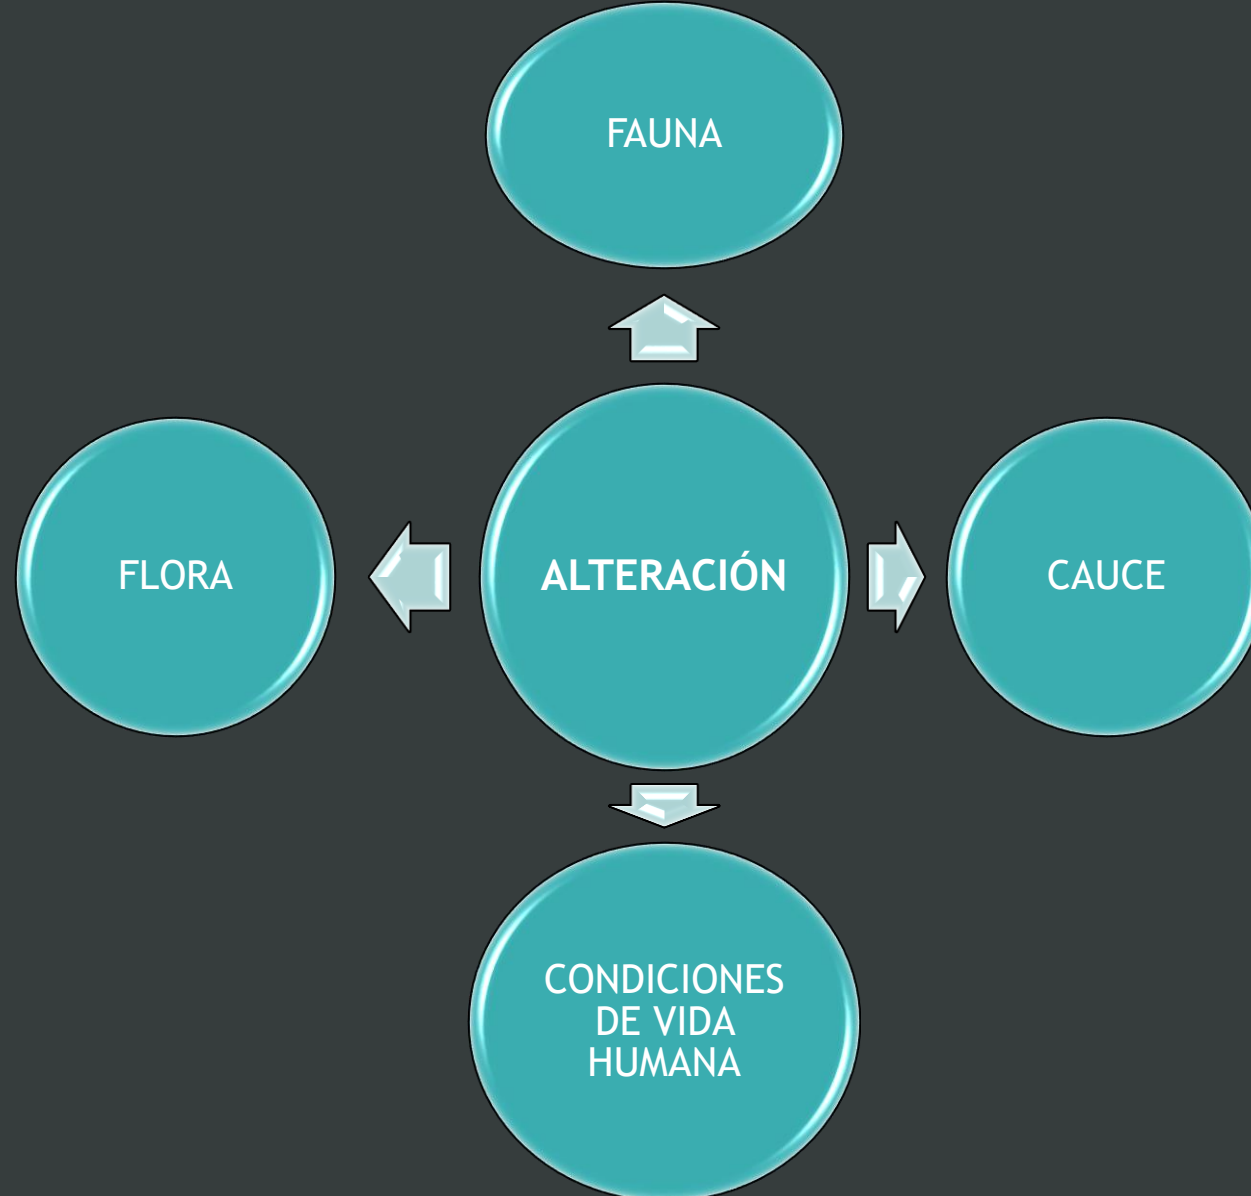 FAUNA
FLORA
ALTERACIÓN
CAUCE
CONDICIONES
DE VIDA
HUMANA